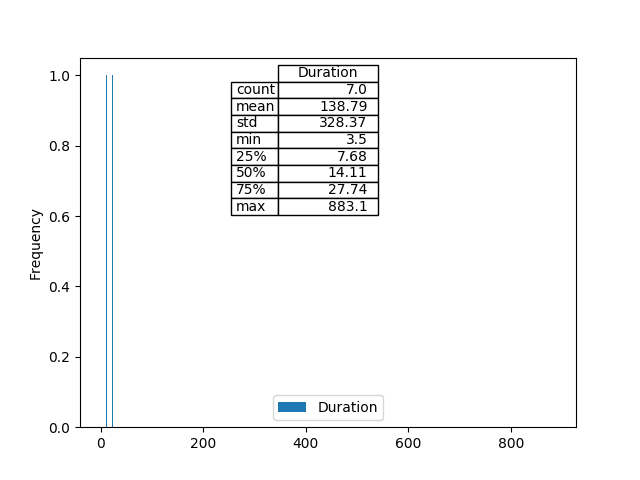 Duration
count 7.0
mean 138.79
std 328.37
min 3.5
25% 7.68
50% 14.11
75% 27.74
max 883.1
1.0
0.8
0.6
0.4
0.2
0.0
Frequency
Duration
0 200 400 600 800